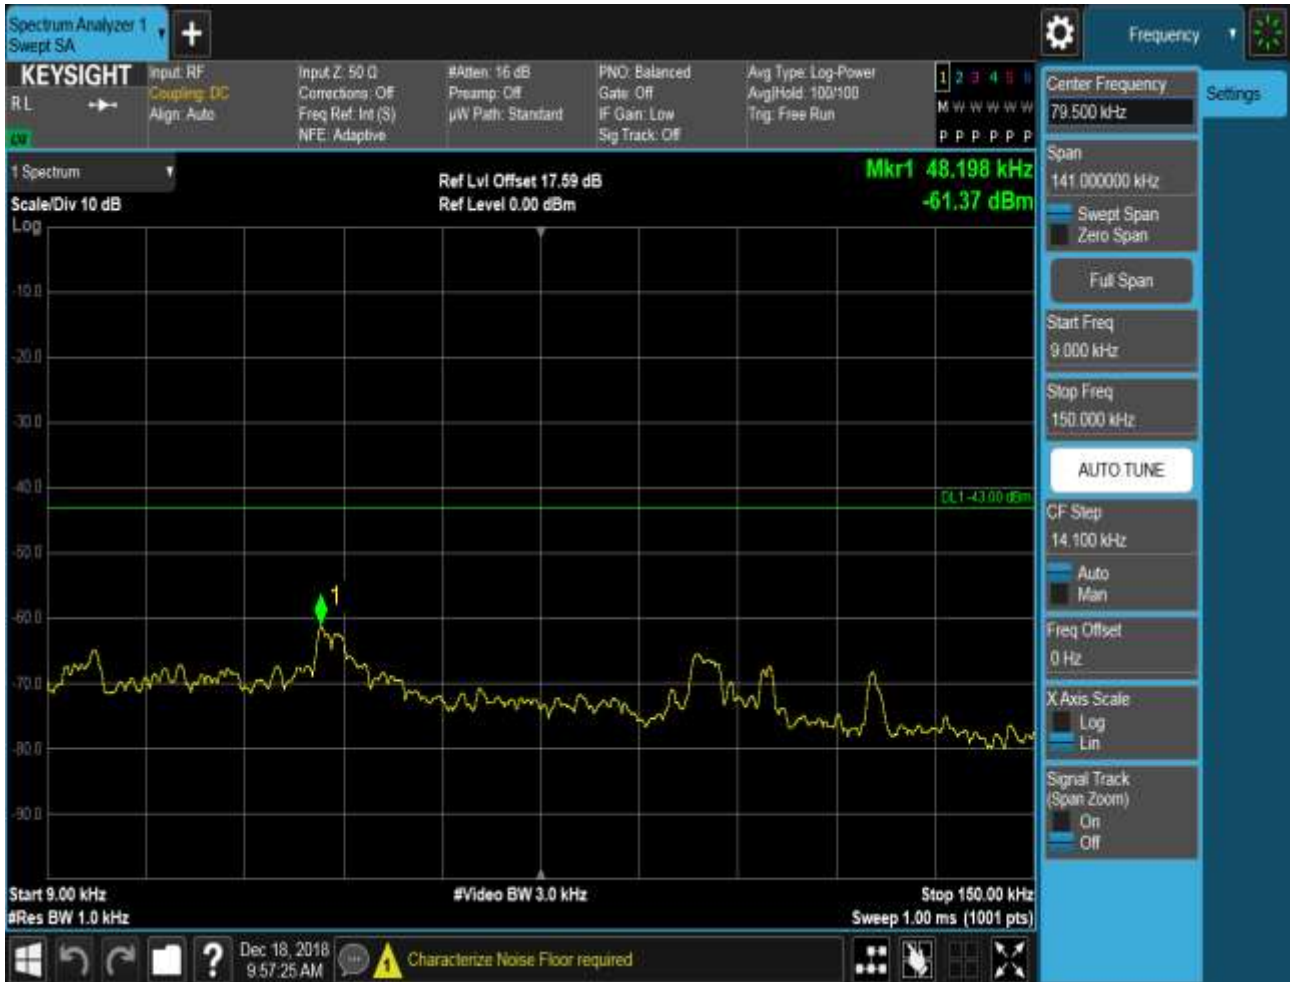 Spectrum Analyzer 1
Swept SA
+
Frequency
KEYSIGHT
RL
Input: RF
Coupling: DC
Align: Auto
Input Z: 50 Ω
Corrections: Off
Freq Ref: Int (S)
NFE: Adaptive
#Atten: 16 dB
Preamp: Off
µW Path: Standard
PNO: Balanced
Gate: Off
IF Gain: Low
Sig Track: Off
Avg Type: Log-Power
Avg|Hold: 100/100
Trig: Free Run
1 2 3 4 5 6
M W W W W W
P P P P P P
1 Spectrum
Scale/Div 10 dB
Ref Lvl Offset 17.59 dB
Ref Level 0.00 dBm
Mkr1 48.198 kHz
-61.37 dBm
Log
-10.0
-20.0
-30.0
-40.0
-50.0
-60.0
-70.0
-80.0
-90.0
DL1 -43.00 dBm
1
Start 9.00 kHz
#Res BW 1.0 kHz
#Video BW 3.0 kHz
Stop 150.00 kHz
Sweep 1.00 ms (1001 pts)
Center Frequency
79.500 kHz
Settings
Span
141.000000 kHz
Swept Span
Zero Span
Full Span
Start Freq
9.000 kHz
Stop Freq
150.000 kHz
AUTO TUNE
CF Step
14.100 kHz
Auto
Man
Freq Offset
0 Hz
X Axis Scale
Log
Lin
Signal Track
(Span Zoom)
On
Off
?
Dec 18, 2018
9:57:25 AM
Characterize Noise Floor required